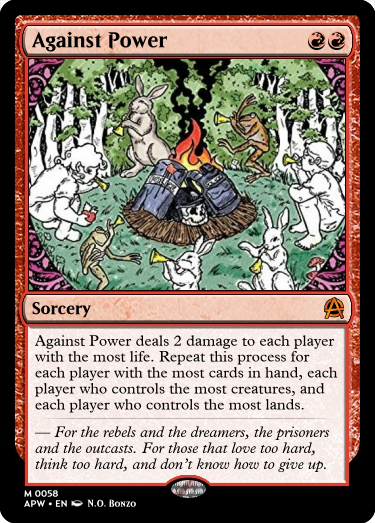 Against Power
Sorcery
Against Power deals 2 damage to each player
with the most life. Repeat this process for
each player with the most cards in hand, each
player who controls the most creatures, and
each player who controls the most lands.
— For the rebels and the dreamers, the prisoners
and the outcasts. For those that love too hard,
think too hard, and don't know how to give up.
M 0058
APW • EN N.O. Bonzo